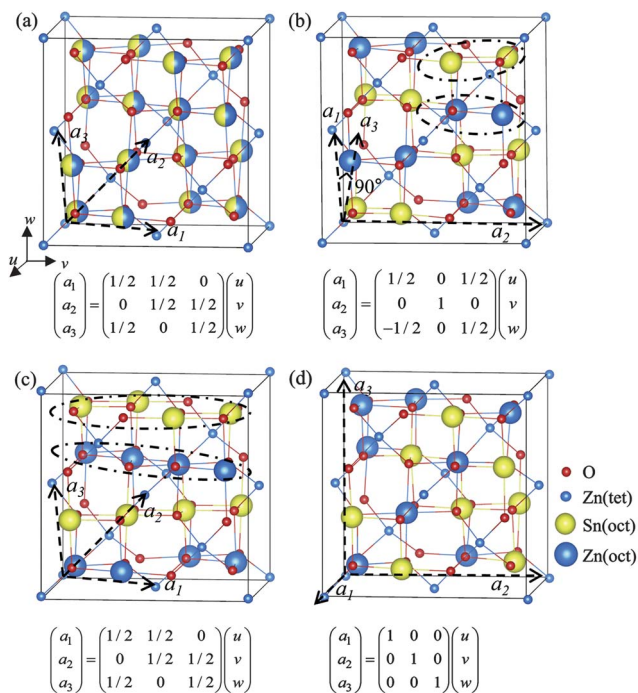 (a)
a3
a2
a1
w
u
v
(a1) = (1/2 1/2 0) (u)
(a2) = (0 1/2 1/2) (v)
(a3) = (1/2 0 1/2) (w)
(b)
a1
a3
90°
a2
(a1) = (1/2 0 1/2) (u)
(a2) = (0 1 0) (v)
(a3) = (−1/2 0 1/2) (w)
(c)
a3
a2
a1
(a1) = (1/2 1/2 0) (u)
(a2) = (0 1/2 1/2) (v)
(a3) = (1/2 0 1/2) (w)
(d)
a3
a1
a2
O
Zn(tet)
Sn(oct)
Zn(oct)
(a1) = (1 0 0) (u)
(a2) = (0 1 0) (v)
(a3) = (0 0 1) (w)